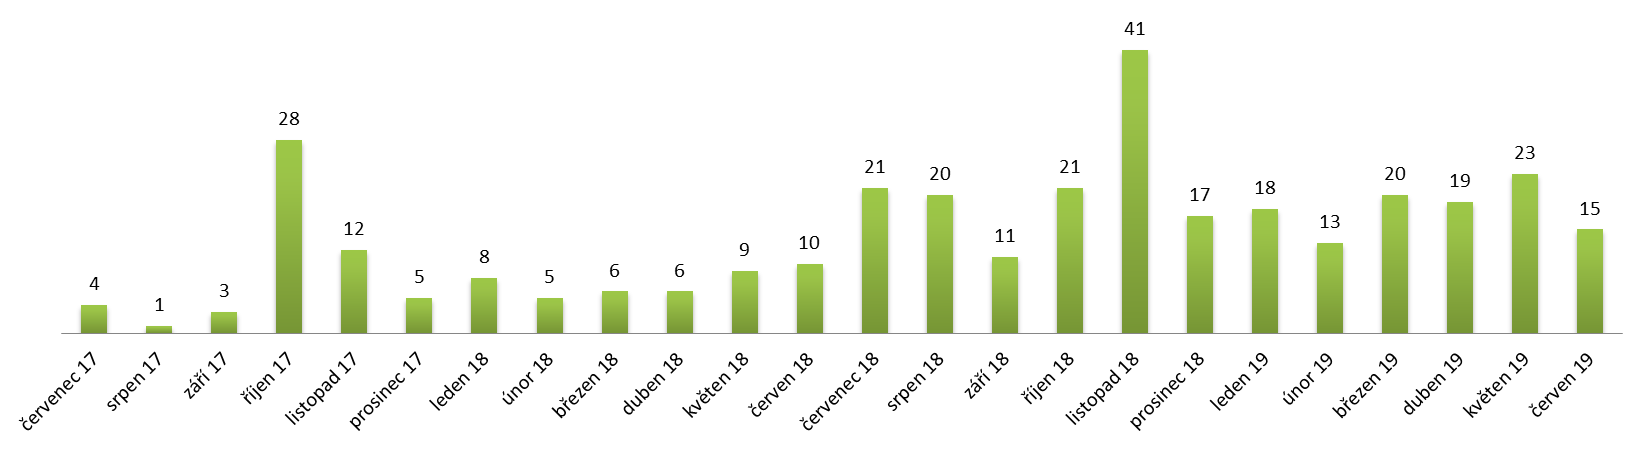 4
1
3
28
12
5
8
5
6
6
9
10
21
20
11
21
41
17
18
13
20
19
23
15
červenec 17
srpen 17
září 17
říjen 17
listopad 17
prosinec 17
leden 18
únor 18
březen 18
duben 18
květen 18
červen 18
červenec 18
srpen 18
září 18
říjen 18
listopad 18
prosinec 18
leden 19
únor 19
březen 19
duben 19
květen 19
červen 19